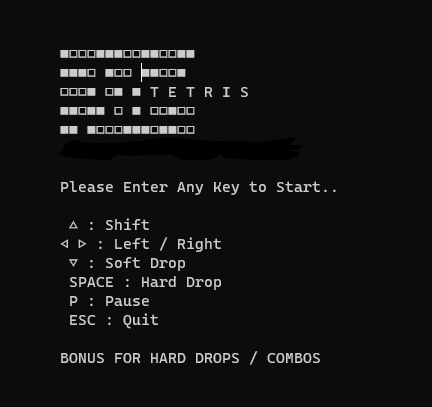 ■□□□■■■□□■■□□■■
■■■□ ■□□ ■■□□■
□□□■ □■ ■ T E T R I S
■■□■■ □ ■ □□■□□
■■ ■□□□■■■□■■□□
Please Enter Any Key to Start..
△ : Shift
◁ ▷ : Left / Right
▽ : Soft Drop
SPACE : Hard Drop
P : Pause
ESC : Quit
BONUS FOR HARD DROPS / COMBOS